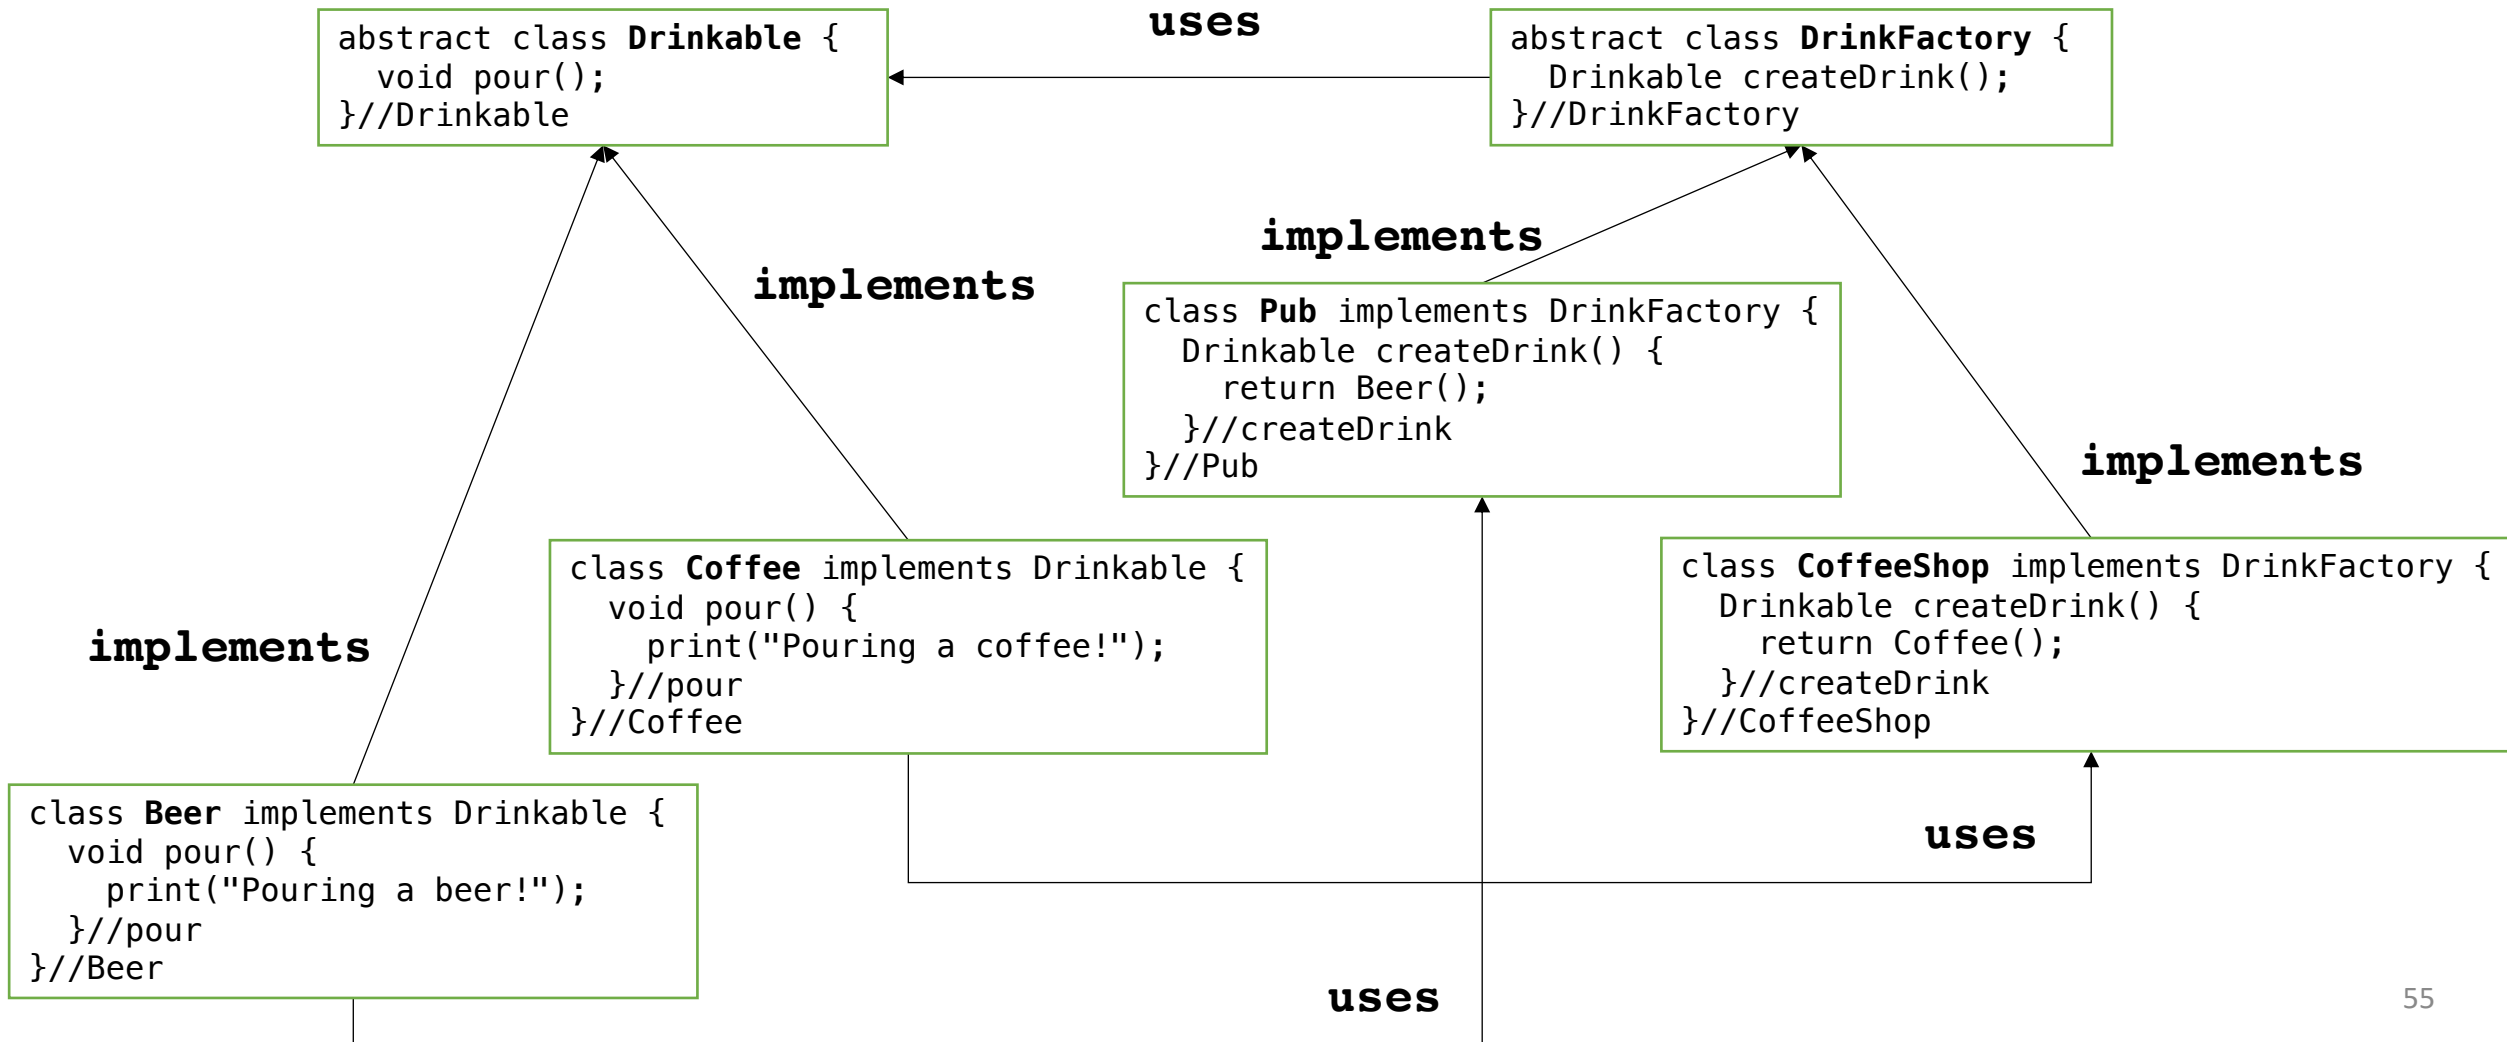 abstract class Drinkable {
  void pour();
}//Drinkable
uses
abstract class DrinkFactory {
  Drinkable createDrink();
}//DrinkFactory
implements
implements
class Pub implements DrinkFactory {
  Drinkable createDrink() {
    return Beer();
  }//createDrink
}//Pub
implements
class Coffee implements Drinkable {
  void pour() {
    print("Pouring a coffee!");
  }//pour
}//Coffee
class CoffeeShop implements DrinkFactory {
  Drinkable createDrink() {
    return Coffee();
  }//createDrink
}//CoffeeShop
implements
class Beer implements Drinkable {
  void pour() {
    print("Pouring a beer!");
  }//pour
}//Beer
uses
uses
55